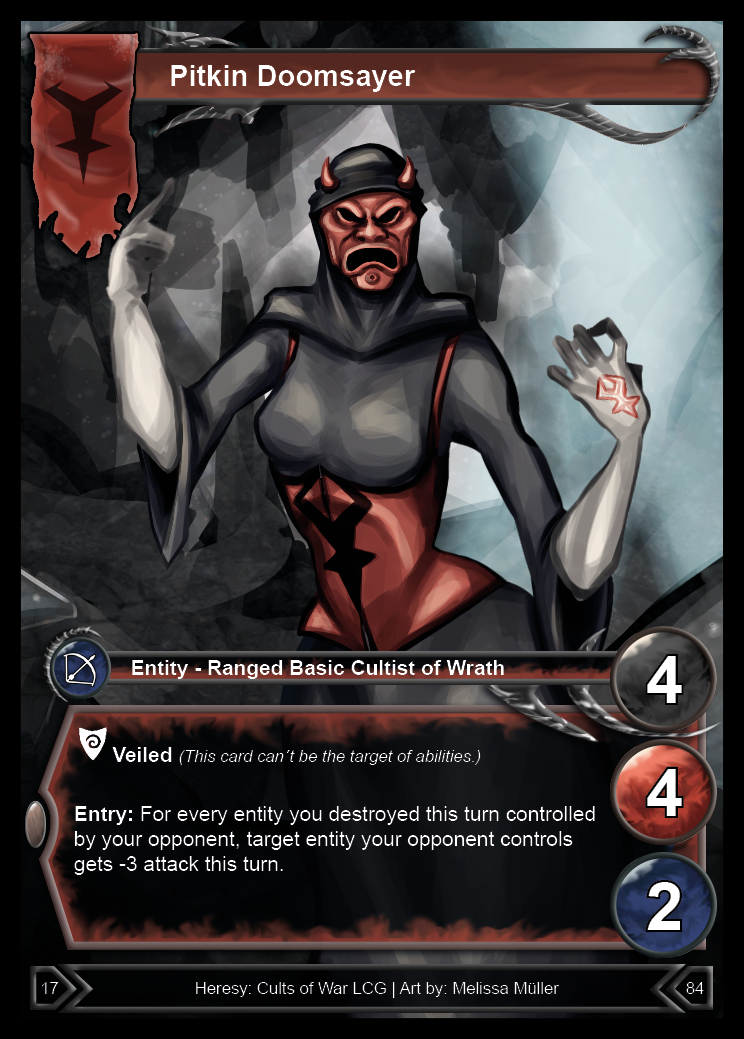 Pitkin Doomsayer
Entity - Ranged Basic Cultist of Wrath
4
Veiled (This card can´t be the target of abilities.)
4
Entry: For every entity you destroyed this turn controlled
by your opponent, target entity your opponent controls
gets -3 attack this turn.
2
17
Heresy: Cults of War LCG | Art by: Melissa Müller
84